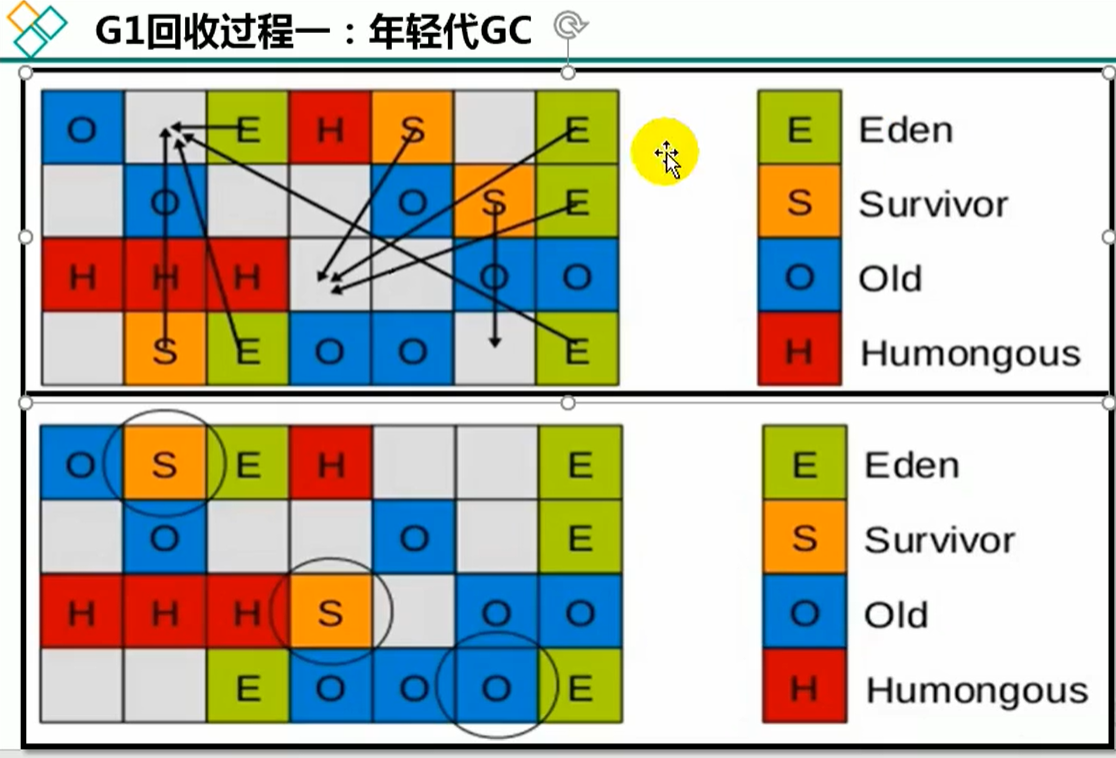 G1回收过程一：年轻代GC
O E H S E E Eden
O O S E S Survivor
H H H O O O Old
S E O O E H Humongous
O S E H E E Eden
O O E S Survivor
H H H S O O O Old
E O O O E H Humongous